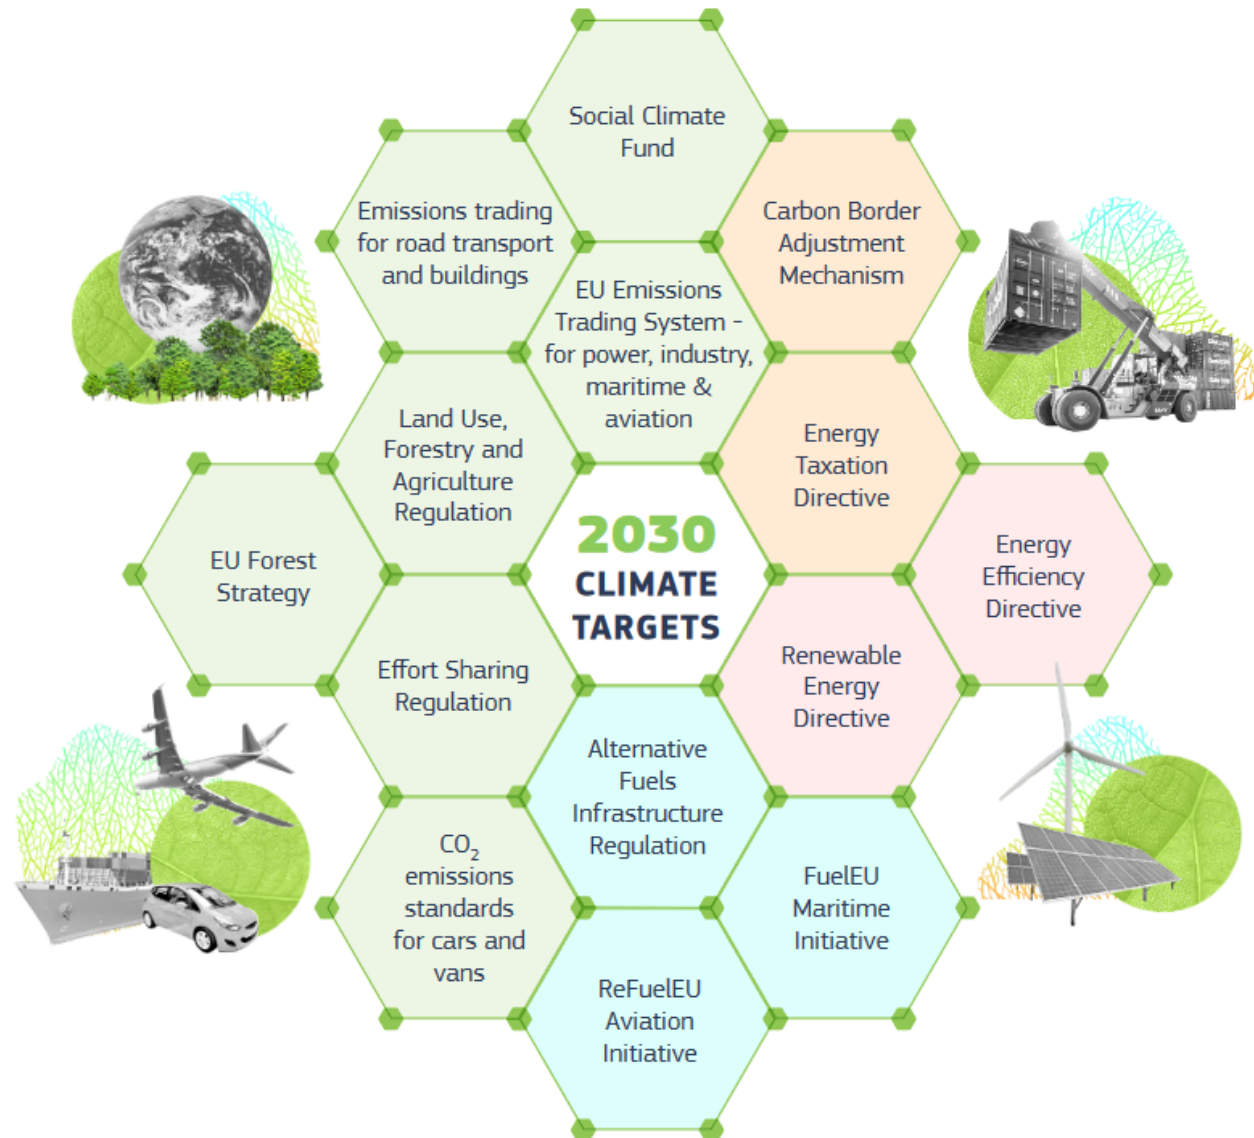 Social Climate
Fund
Emissions trading
for road transport
and buildings
Carbon Border
Adjustment
Mechanism
EU Emissions
Trading System -
for power, industry,
maritime &
aviation
Land Use,
Forestry and
Agriculture
Regulation
Energy
Taxation
Directive
EU Forest
Strategy
2030
CLIMATE
TARGETS
Energy
Efficiency
Directive
Effort Sharing
Regulation
Renewable
Energy
Directive
Alternative
Fuels
Infrastructure
Regulation
CO₂
emissions
standards
for cars and
vans
FuelEU
Maritime
Initiative
ReFuelEU
Aviation
Initiative